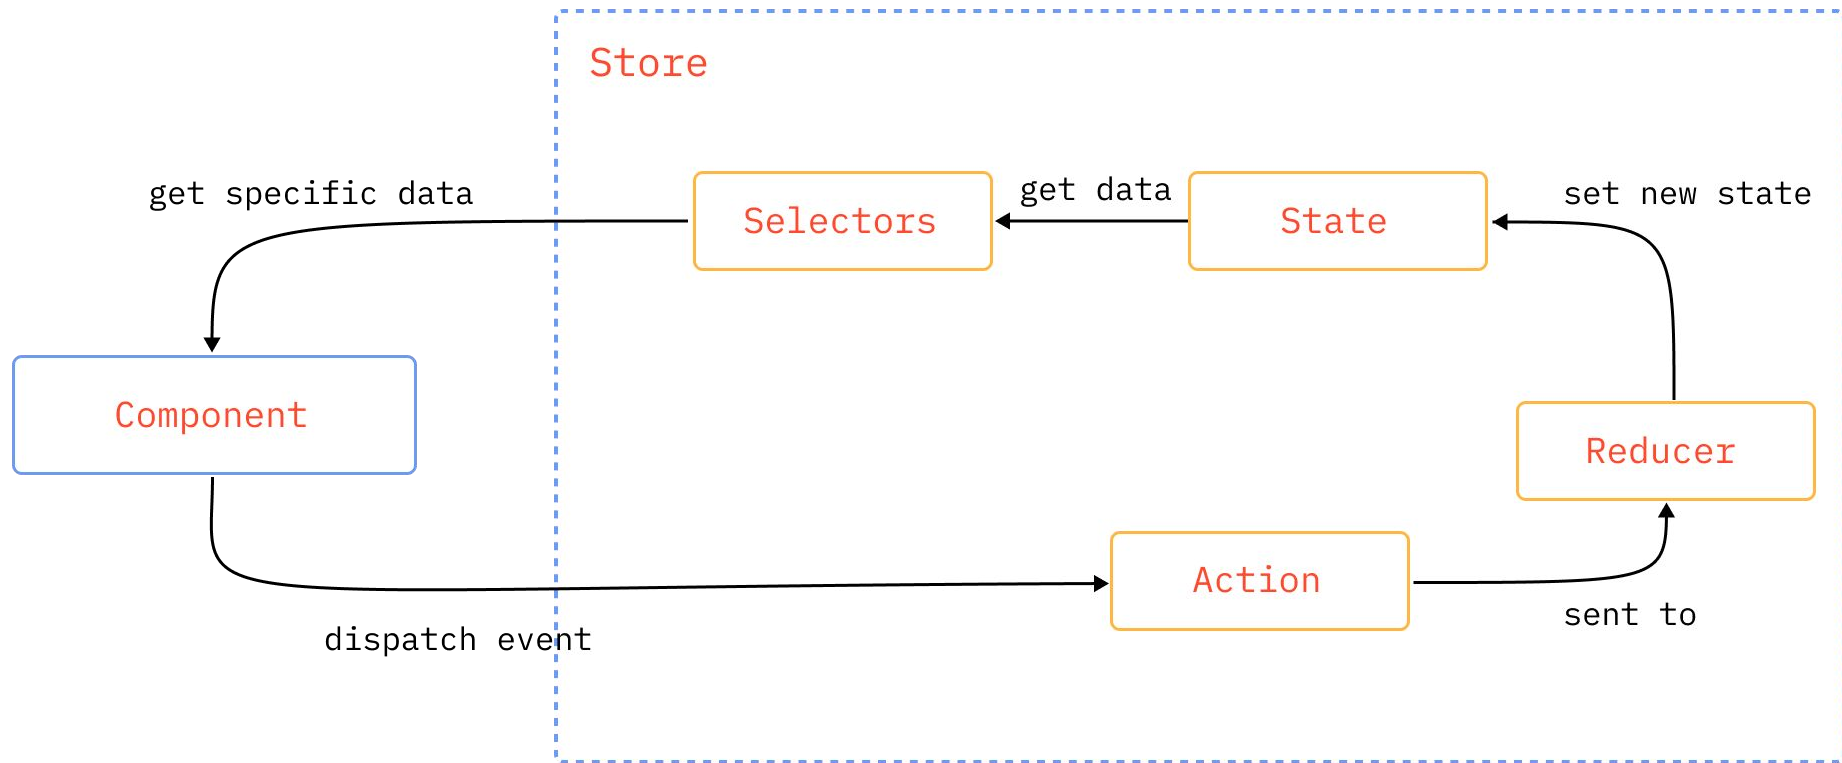 Store
get specific data
Selectors
get data
State
set new state
Component
Reducer
Action
sent to
dispatch event